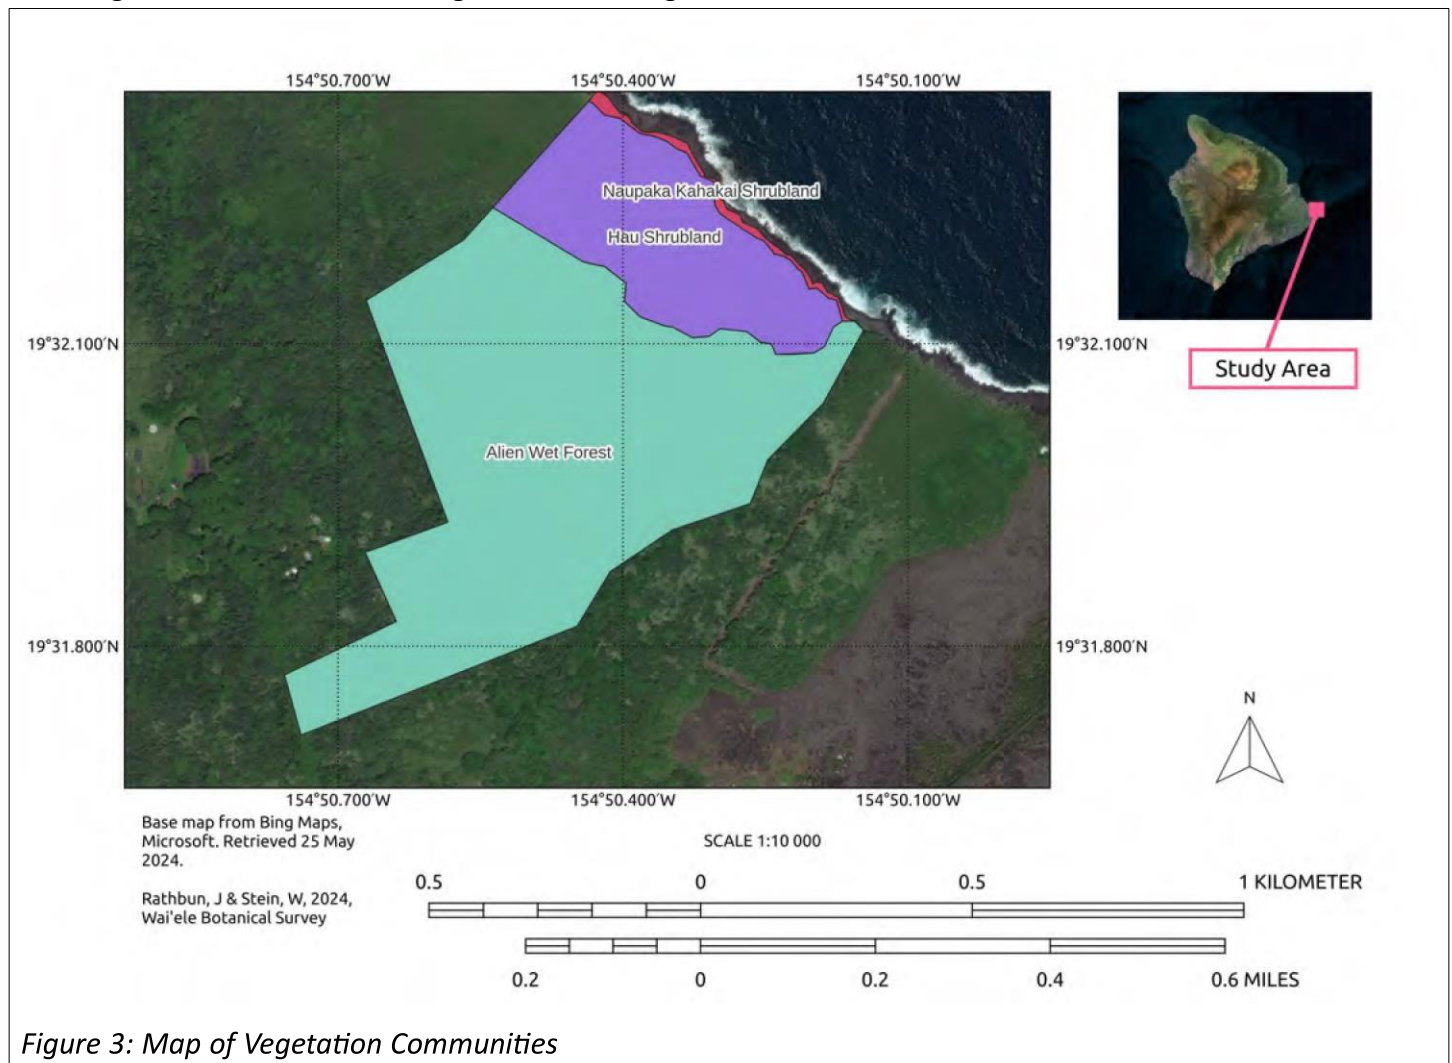 154°50.700′W 154°50.400′W 154°50.100′W
Naupaka Kahakai Shrubland
Hau Shrubland
19°32.100′N 19°32.100′N
Study Area
Alien Wet Forest
19°31.800′N 19°31.800′N
N
154°50.700′W 154°50.400′W 154°50.100′W
Base map from Bing Maps,
Microsoft. Retrieved 25 May
2024.
Rathbun, J & Stein, W, 2024,
Wai'ele Botanical Survey
SCALE 1:10 000
0.5 0 0.5 1 KILOMETER
0.2 0 0.2 0.4 0.6 MILES
Figure 3: Map of Vegetation Communities